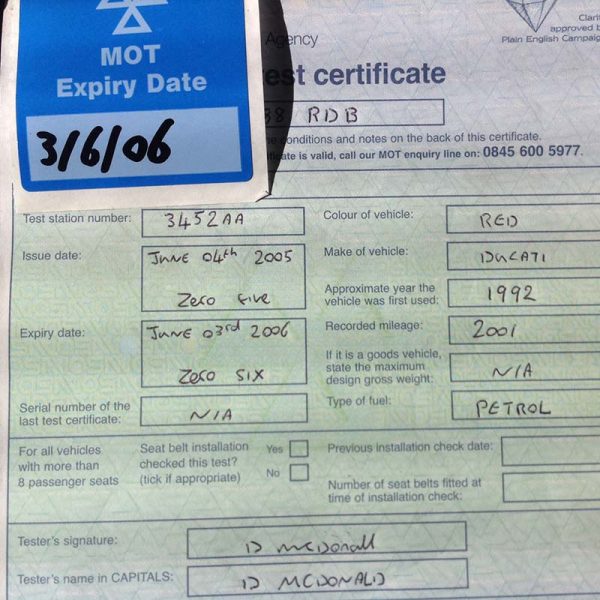 MOT
Expiry Date
3/6/06
Agency
Clari
approved b
Plain English Campaig
est certificate
38 RDB
e conditions and notes on the back of this certificate.
icate is valid, call our MOT enquiry line on: 0845 600 5977.
Test station number: 3452AA
Colour of vehicle: RED
Issue date: JUNE 04th 2005
Zero five
Make of vehicle: DUCATI
Approximate year the
vehicle was first used: 1992
Expiry date: JUNE 03rd 2006
Zero SIX
Recorded mileage: 2001
If it is a goods vehicle,
state the maximum
design gross weight: N/A
Serial number of the
last test certificate: N/A
Type of fuel: PETROL
For all vehicles
with more than
8 passenger seats
Seat belt installation
checked this test?
(tick if appropriate)
Yes
No
Previous installation check date:
Number of seat belts fitted at
time of installation check:
Tester's signature: D McDonald
Tester's name in CAPITALS: D MCDONALD